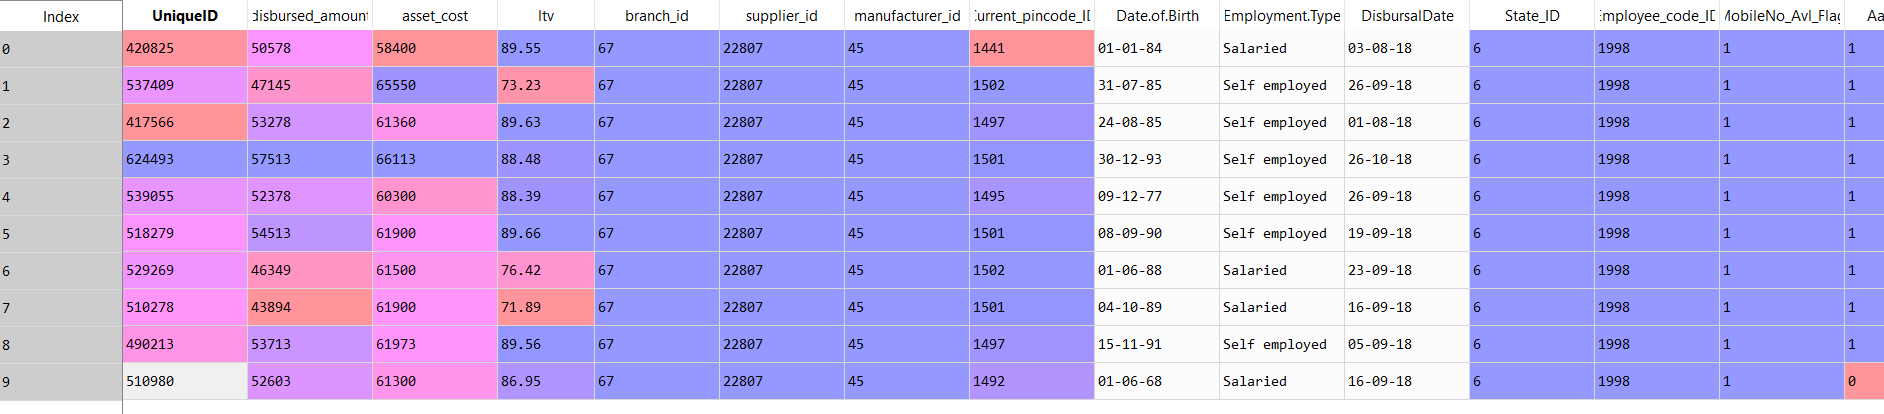 Index UniqueID disbursed_amount asset_cost ltv branch_id supplier_id manufacturer_id Current_pincode_ID Date.of.Birth Employment.Type DisbursalDate State_ID Employee_code_ID MobileNo_Avl_Flag Aa
0 420825 50578 58400 89.55 67 22807 45 1441 01-01-84 Salaried 03-08-18 6 1998 1 1
1 537409 47145 65550 73.23 67 22807 45 1502 31-07-85 Self employed 26-09-18 6 1998 1 1
2 417566 53278 61360 89.63 67 22807 45 1497 24-08-85 Self employed 01-08-18 6 1998 1 1
3 624493 57513 66113 88.48 67 22807 45 1501 30-12-93 Self employed 26-10-18 6 1998 1 1
4 539055 52378 60300 88.39 67 22807 45 1495 09-12-77 Self employed 26-09-18 6 1998 1 1
5 518279 54513 61900 89.66 67 22807 45 1501 08-09-90 Self employed 19-09-18 6 1998 1 1
6 529269 46349 61500 76.42 67 22807 45 1502 01-06-88 Salaried 23-09-18 6 1998 1 1
7 510278 43894 61900 71.89 67 22807 45 1501 04-10-89 Salaried 16-09-18 6 1998 1 1
8 490213 53713 61973 89.56 67 22807 45 1497 15-11-91 Self employed 05-09-18 6 1998 1 1
9 510980 52603 61300 86.95 67 22807 45 1492 01-06-68 Salaried 16-09-18 6 1998 1 0